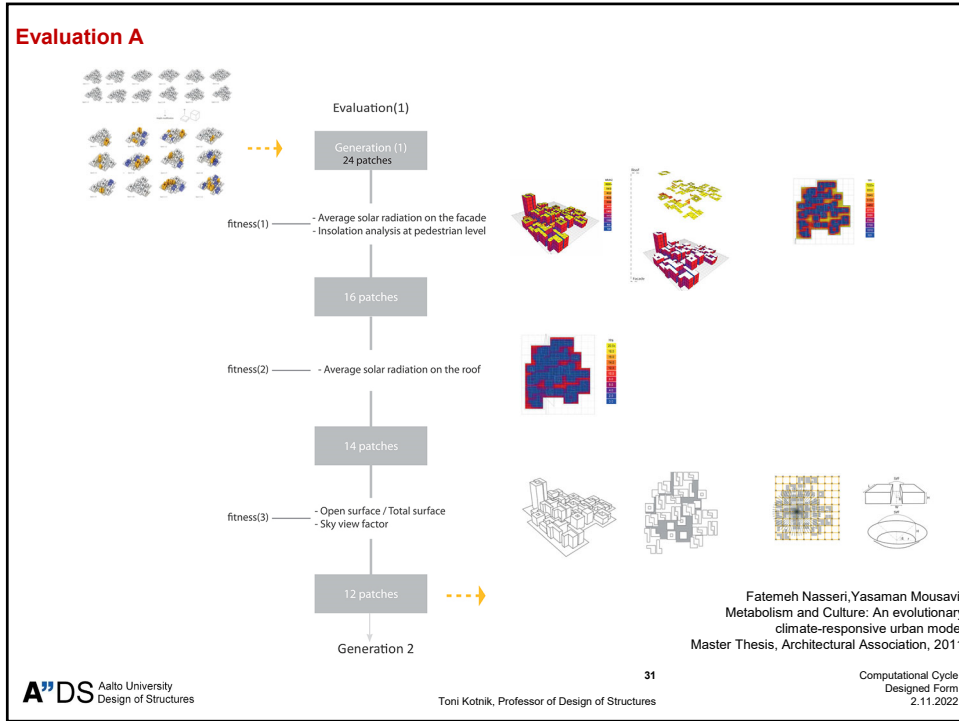 Evaluation A
Evaluation(1)
Generation (1)
24 patches
fitness(1)
- Average solar radiation on the facade
- Insolation analysis at pedestrian level
16 patches
fitness(2)
- Average solar radiation on the roof
14 patches
fitness(3)
- Open surface / Total surface
- Sky view factor
12 patches
Generation 2
Fatemeh Nasseri,Yasaman Mousavi
Metabolism and Culture: An evolutionary
climate-responsive urban mode
Master Thesis, Architectural Association, 2011
A"DS Aalto University
Design of Structures
Toni Kotnik, Professor of Design of Structures
31
Computational Cycle
Designed Form
2.11.2022